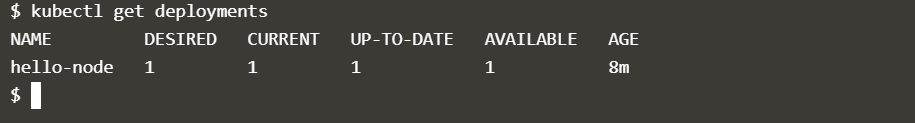 $ kubectl get deployments
NAME DESIRED CURRENT UP-TO-DATE AVAILABLE AGE
hello-node 1 1 1 1 8m
$